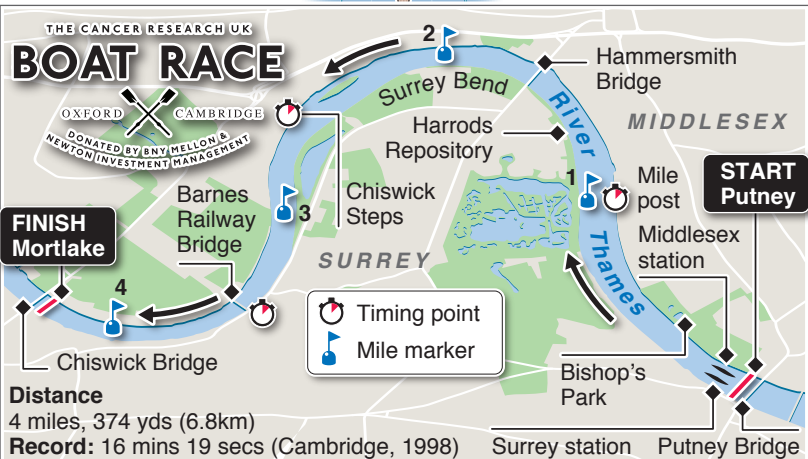 THE CANCER RESEARCH UK
BOAT RACE
OXFORD CAMBRIDGE
DONATED BY BNY MELLON &
NEWTON INVESTMENT MANAGEMENT
2
Hammersmith
Bridge
Surrey Bend
River
Thames
MIDDLESEX
Harrods
Repository
1
Mile
post
START
Putney
Middlesex
station
Chiswick
Steps
3
Barnes
Railway
Bridge
SURREY
FINISH
Mortlake
4
Timing point
Mile marker
Chiswick Bridge
Bishop's
Park
Distance
4 miles, 374 yds (6.8km)
Record: 16 mins 19 secs (Cambridge, 1998)
Surrey station
Putney Bridge